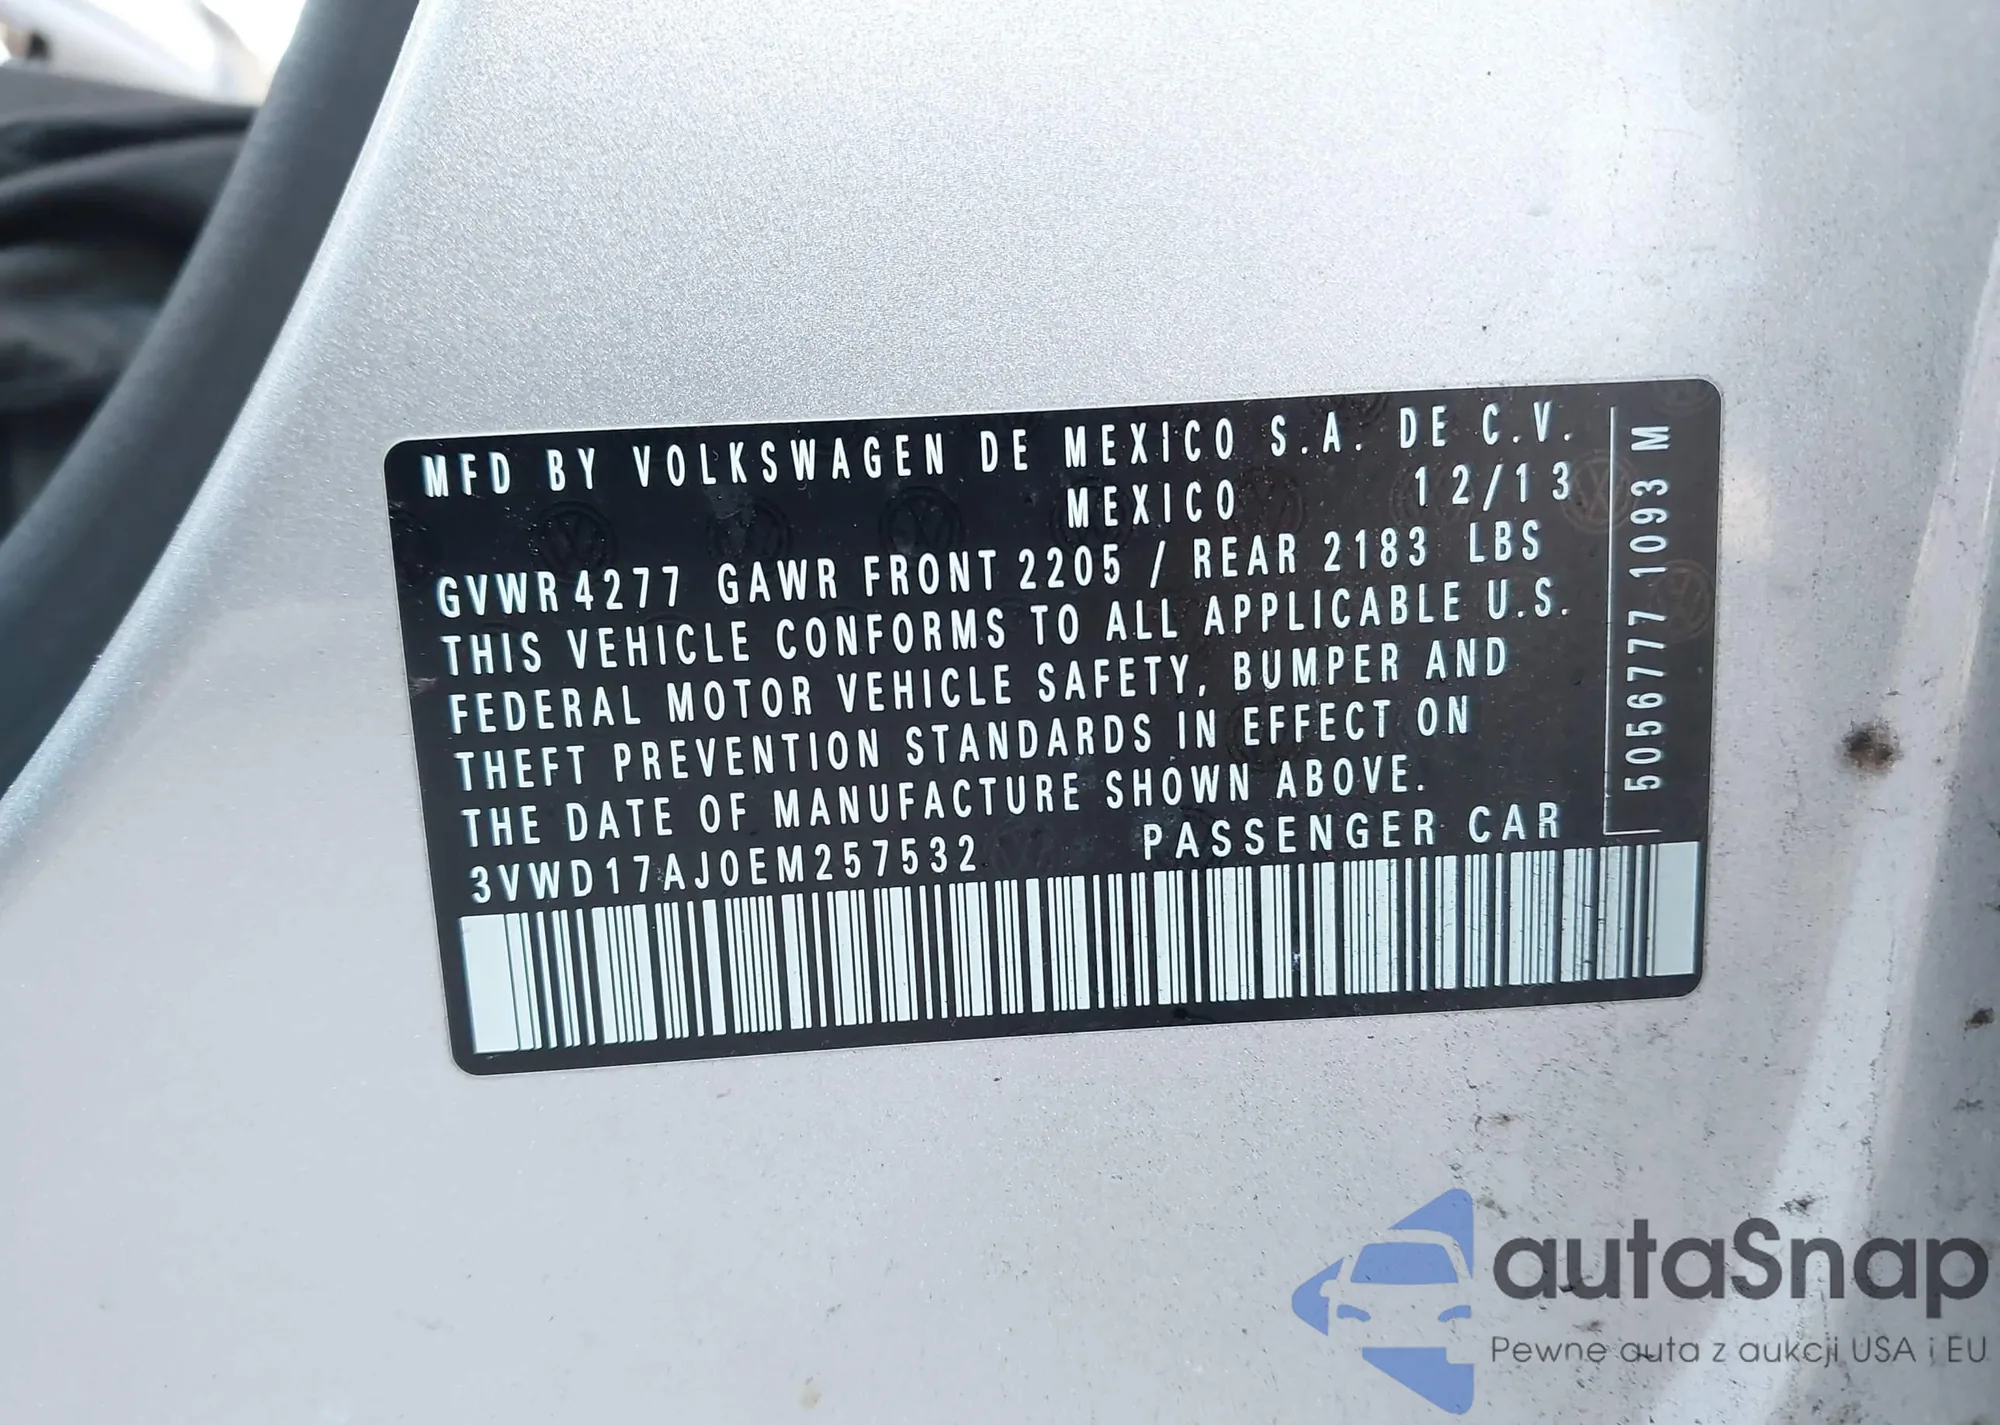 MFD BY VOLKSWAGEN DE MEXICO S.A. DE C.V.
MEXICO 12/13
GVWR 4277 GAWR FRONT 2205 / REAR 2183 LBS
THIS VEHICLE CONFORMS TO ALL APPLICABLE U.S.
FEDERAL MOTOR VEHICLE SAFETY, BUMPER AND
THEFT PREVENTION STANDARDS IN EFFECT ON
THE DATE OF MANUFACTURE SHOWN ABOVE.
3VWD17AJ0EM257532 PASSENGER CAR
5056777 1093 M
autaSnap
Pewne auta z aukcji USA i EU